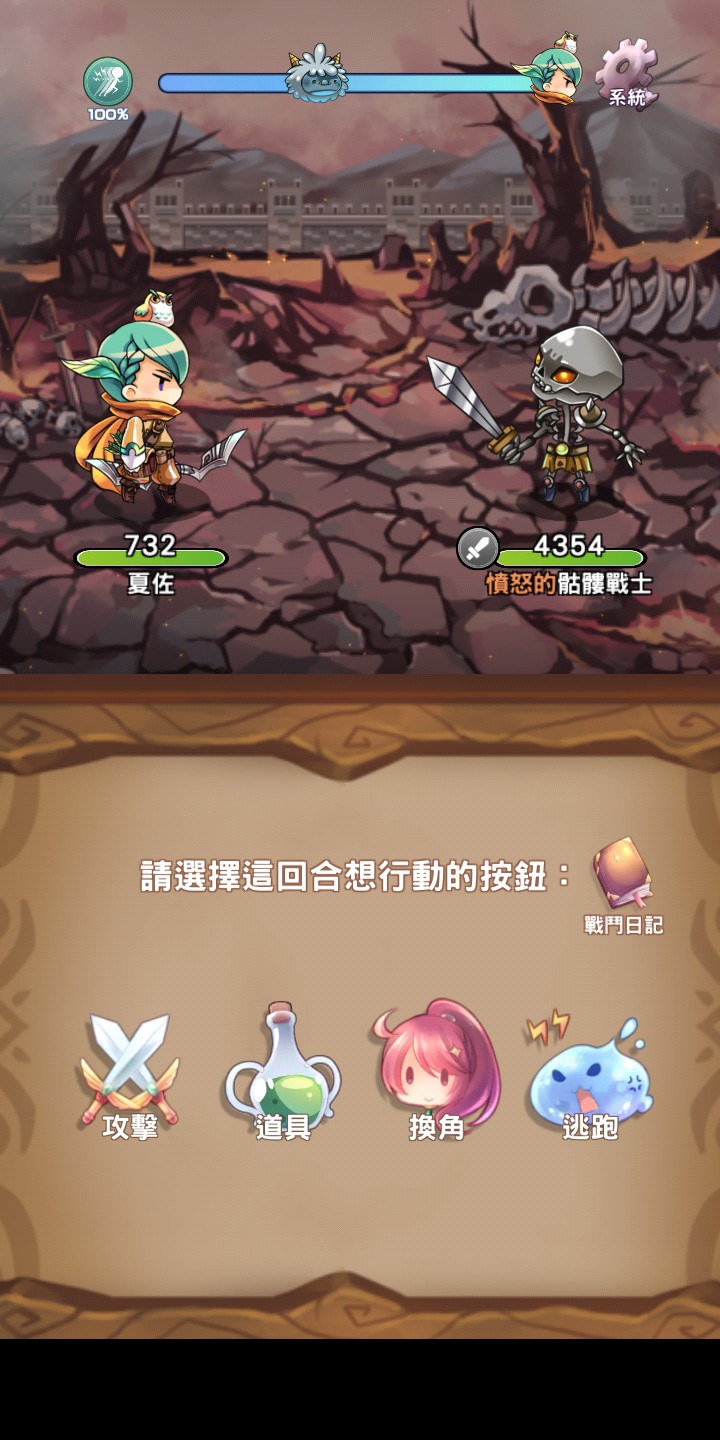 100%
系統
732
夏佐
4354
憤怒的骷髏戰士
請選擇這回合想行動的按鈕：
戰鬥日記
攻擊
道具
換角
逃跑